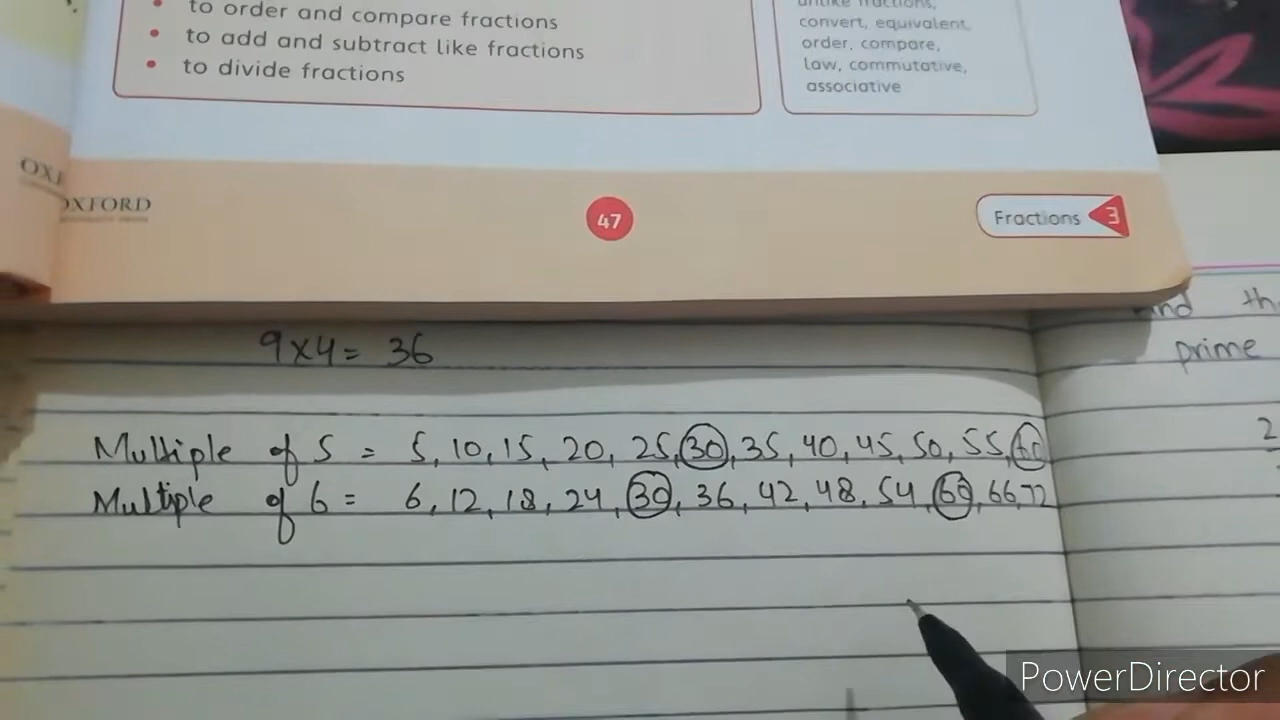 • to order and compare fractions
• to add and subtract like fractions
• to divide fractions
unlike fractions,
convert, equivalent,
order, compare,
law, commutative,
associative
OXFORD
47
Fractions 3
9x4= 36
Multiple of 5 = 5, 10, 15, 20, 25, 30, 35, 40, 45, 50, 55, 60
Multiple of 6 = 6, 12, 18, 24, 30, 36, 42, 48, 54, 60, 66, 72
prime
2
PowerDirector